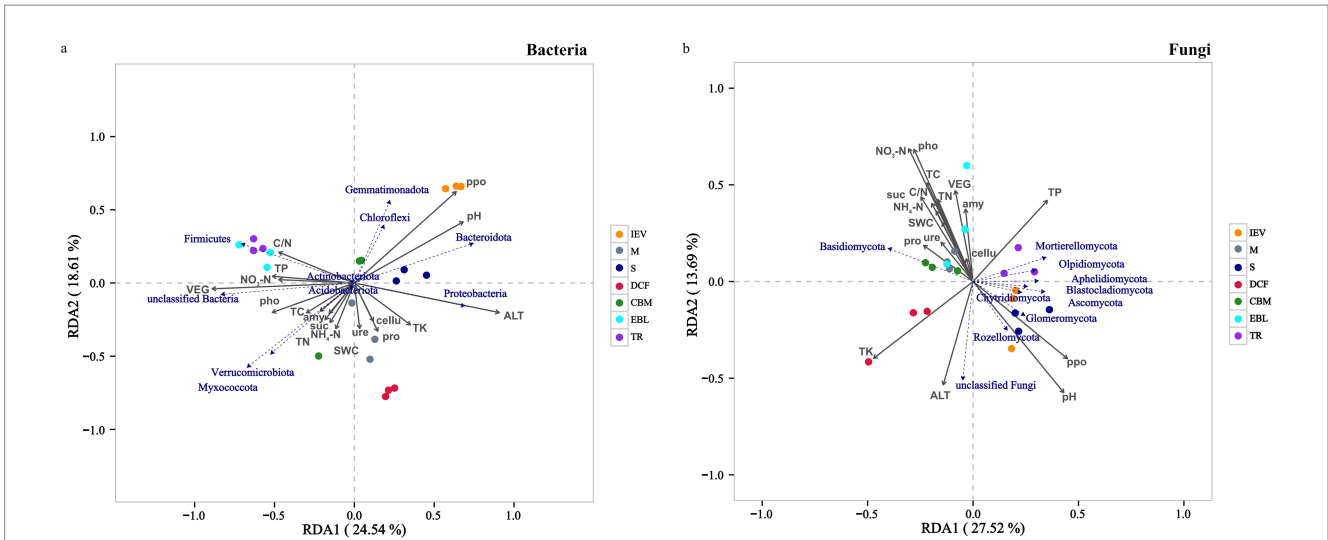 a
Bacteria
RDA2 ( 18.61 %)
1.0
0.5
0.0
−0.5
−1.0
−1.0
−0.5
0.0
0.5
1.0
RDA1 ( 24.54 %)
ppo
Gemmatimonadota
Chloroflexi
pH
Bacteroidota
Firmicutes
C/N
TP
Actinobacteriota
NO3-N
Acidobacteriota
VEG
unclassified Bacteria
Proteobacteria
pho
TC
ALT
amy
cellu
TK
suc
NH4-N
ure
pro
TN
SWC
Verrucomicrobiota
Myxococcota
IEV
M
S
DCF
CBM
EBL
TR
b
Fungi
RDA2 ( 13.69 %)
1.0
0.5
0.0
−0.5
−1.0
−1.0
−0.5
0.0
0.5
1.0
RDA1 ( 27.52 %)
NO3-N
pho
TC
VEG
suc
C/N
TN
TP
NH4-N
amy
SWC
pro
ure
Basidiomycota
cellu
Mortierellomycota
Olpidiomycota
Aphelidiomycota
Blastocladiomycota
Chytridiomycota
Ascomycota
Glomeromycota
Rozellomycota
TK
ppo
unclassified Fungi
ALT
pH
IEV
M
S
DCF
CBM
EBL
TR